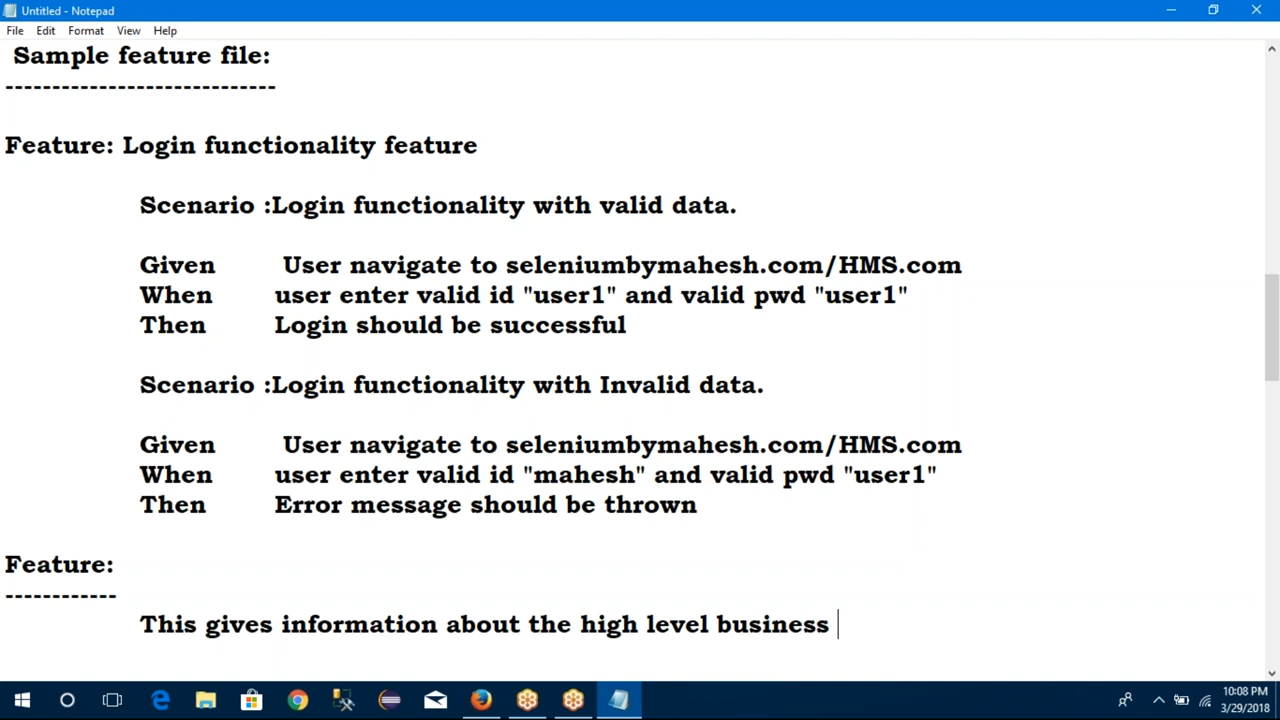 Untitled - Notepad
File Edit Format View Help
Sample feature file:
-----------------------------
Feature: Login functionality feature
Scenario :Login functionality with valid data.
Given User navigate to seleniumbymahesh.com/HMS.com
When user enter valid id "user1" and valid pwd "user1"
Then Login should be successful
Scenario :Login functionality with Invalid data.
Given User navigate to seleniumbymahesh.com/HMS.com
When user enter valid id "mahesh" and valid pwd "user1"
Then Error message should be thrown
Feature:
------------
This gives information about the high level business
10:08 PM
3/29/2018